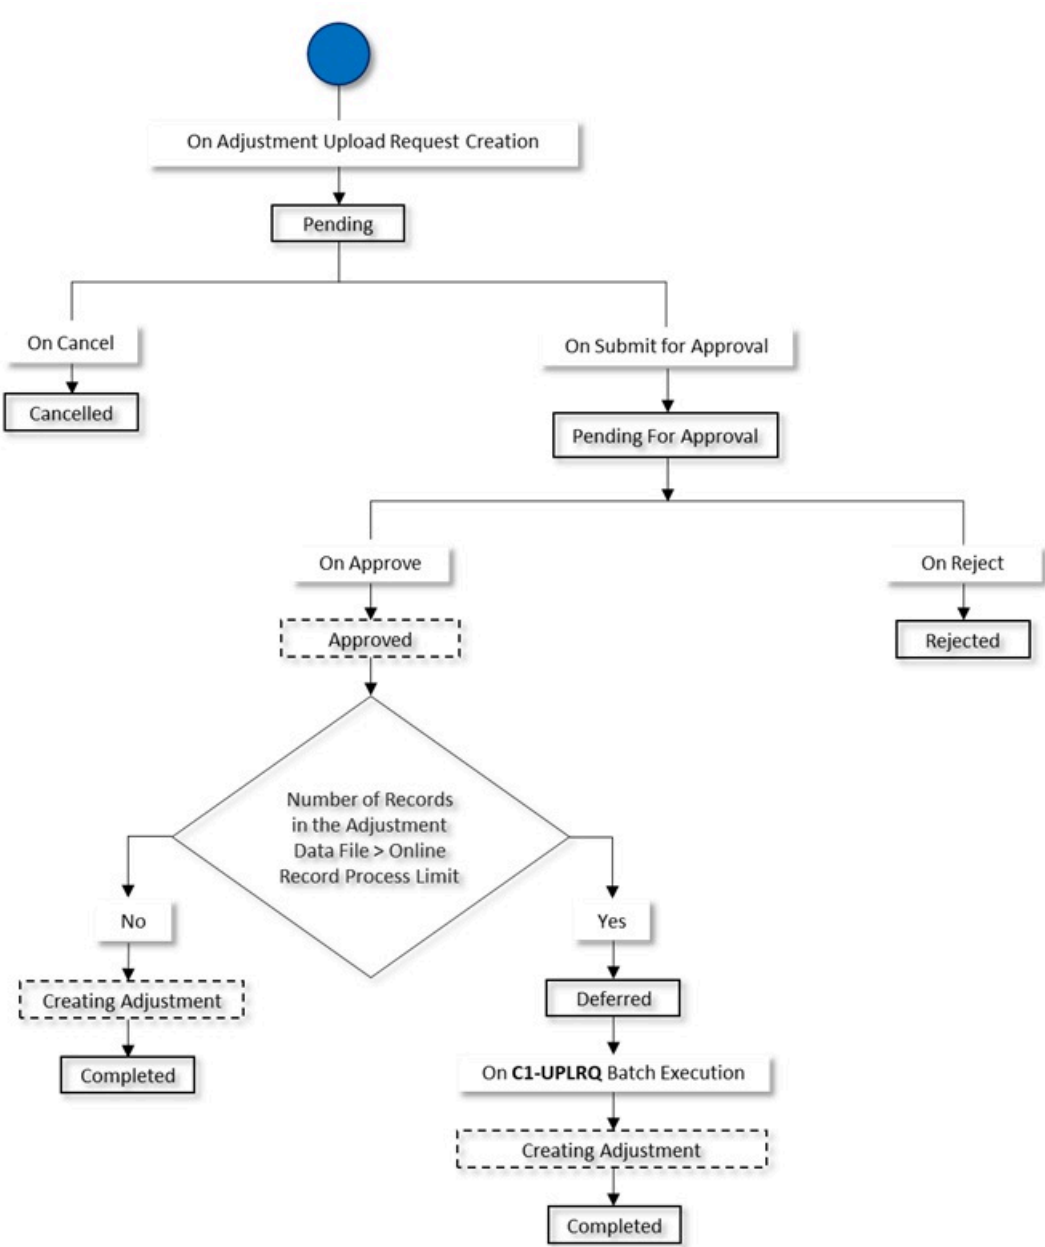 On Adjustment Upload Request Creation
Pending
On Cancel
On Submit for Approval
Cancelled
Pending For Approval
On Approve
On Reject
Approved
Rejected
Number of Records
in the Adjustment
Data File > Online
Record Process Limit
No
Yes
Creating Adjustment
Deferred
Completed
On C1-UPLRQ Batch Execution
Creating Adjustment
Completed